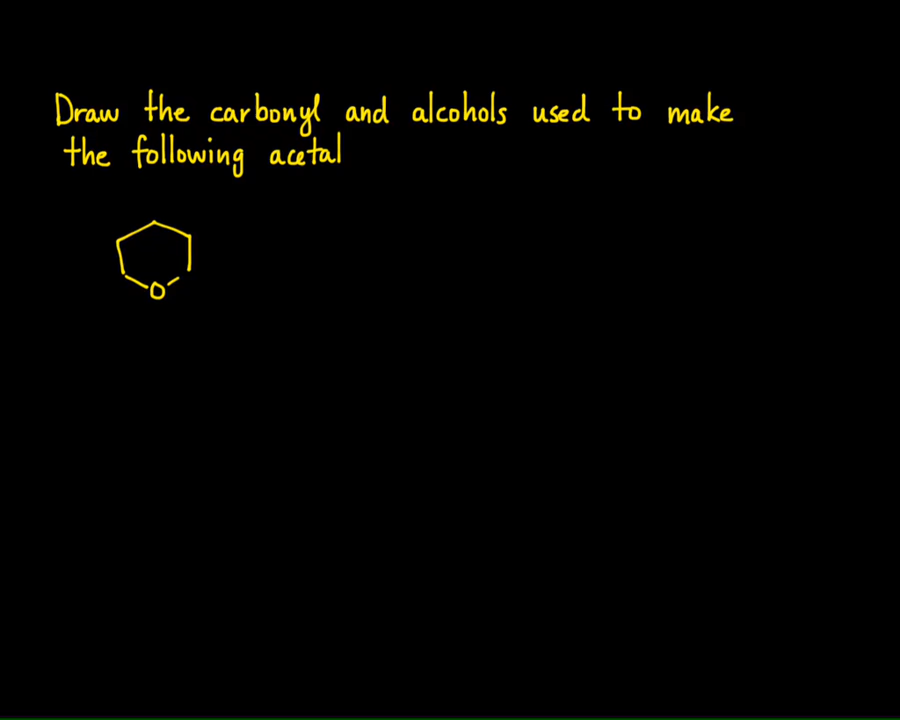 Draw the carbonyl and alcohols used to make
the following acetal
O